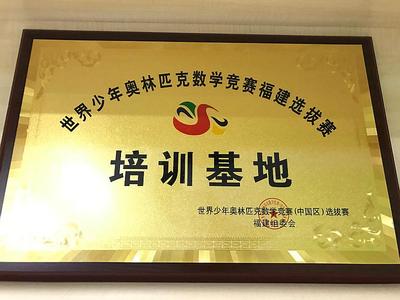 世界少年奥林匹克数学竞赛福建选拔赛
培训基地
世界少年奥林匹克数学竞赛(中国区)选拔赛
福建组委会